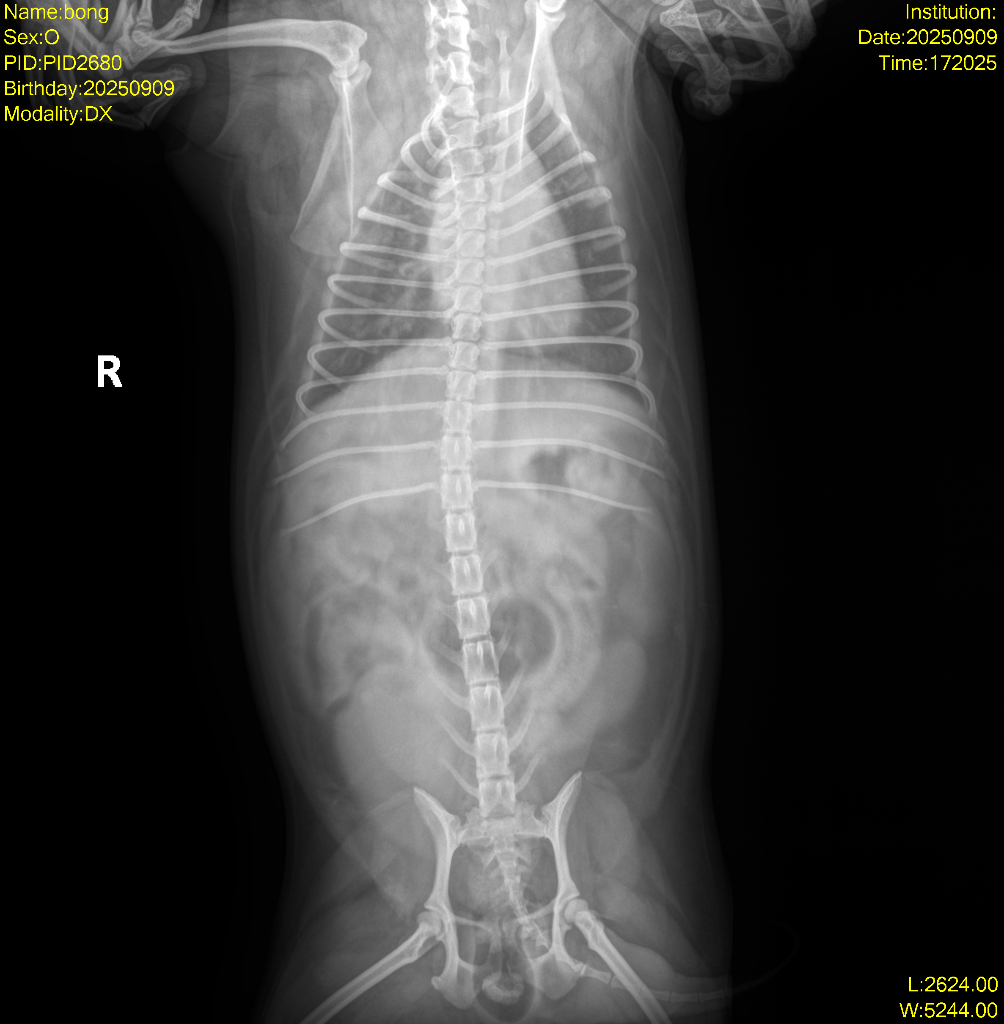 Name:bong
Sex:O
PID:PID2680
Birthday:20250909
Modality:DX
Institution:
Date:20250909
Time:172025
R
L:2624.00
W:5244.00